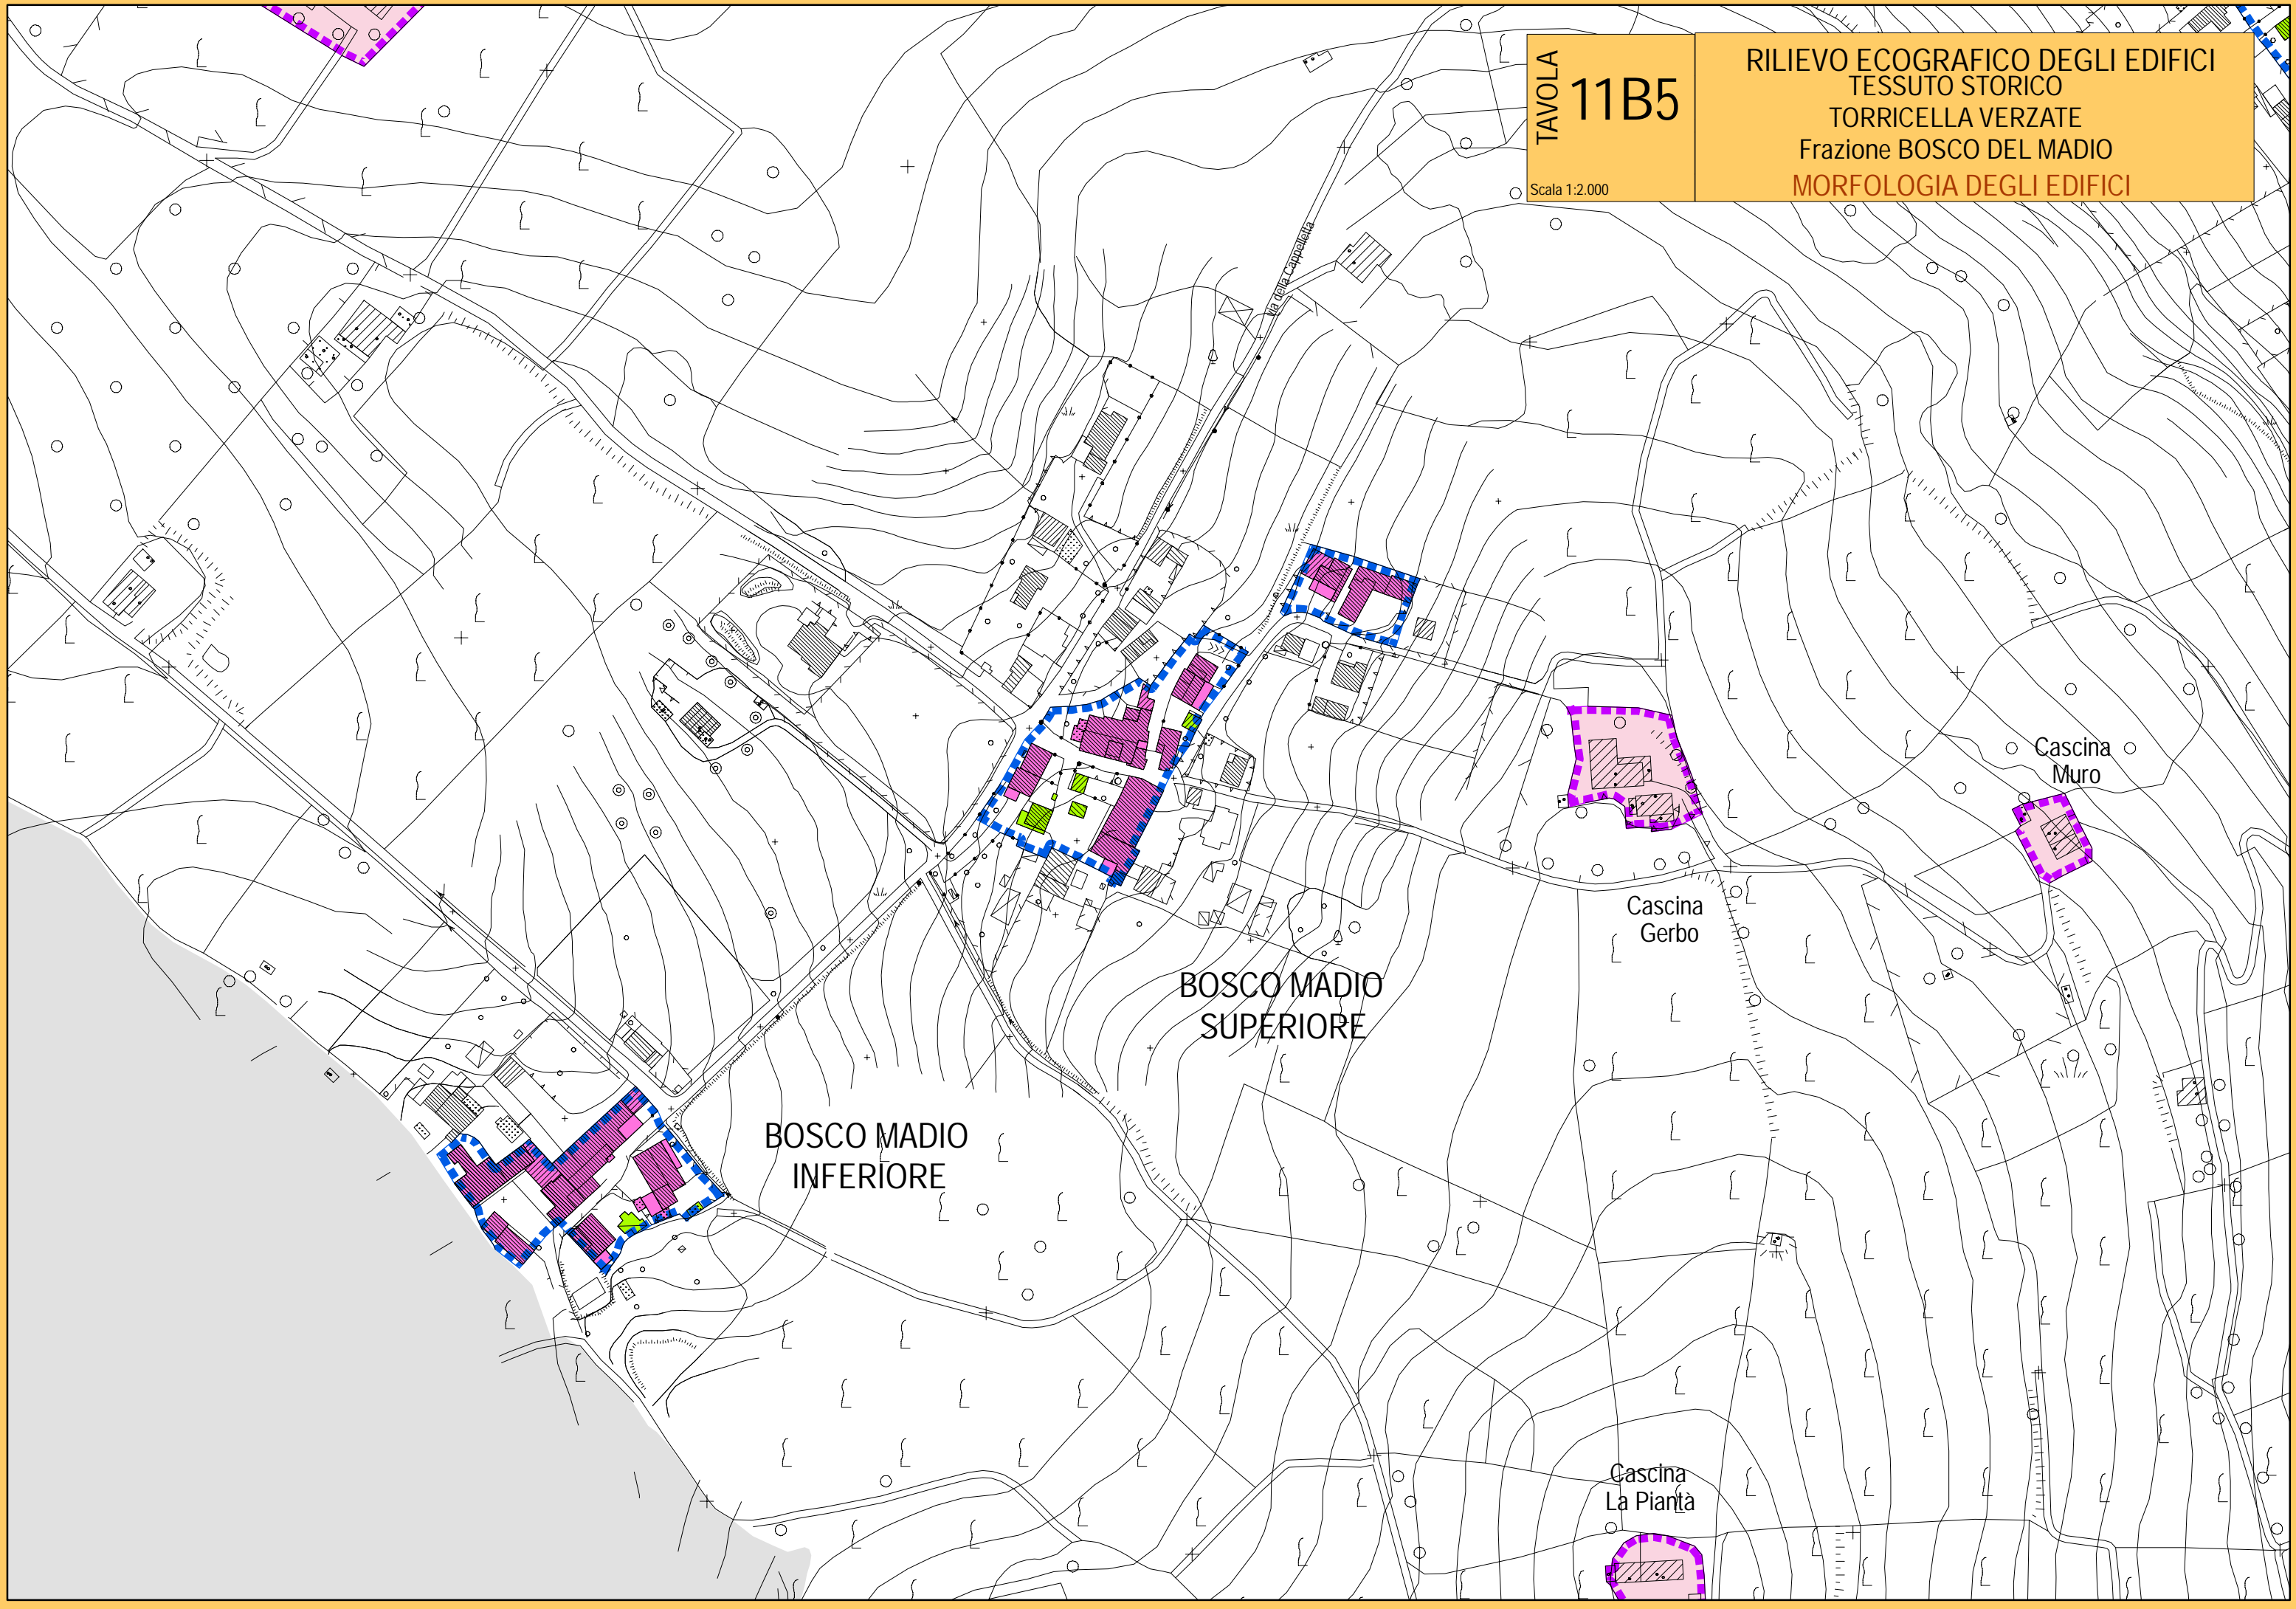 TAVOLA
11B5
Scala 1:2.000
RILIEVO ECOGRAFICO DEGLI EDIFICI
TESSUTO STORICO
TORRICELLA VERZATE
Frazione BOSCO DEL MADIO
MORFOLOGIA DEGLI EDIFICI
Via della Cappelletta
Cascina
Muro
Cascina
Gerbo
BOSCO MADIO
SUPERIORE
BOSCO MADIO
INFERIORE
Cascina
La Piantà